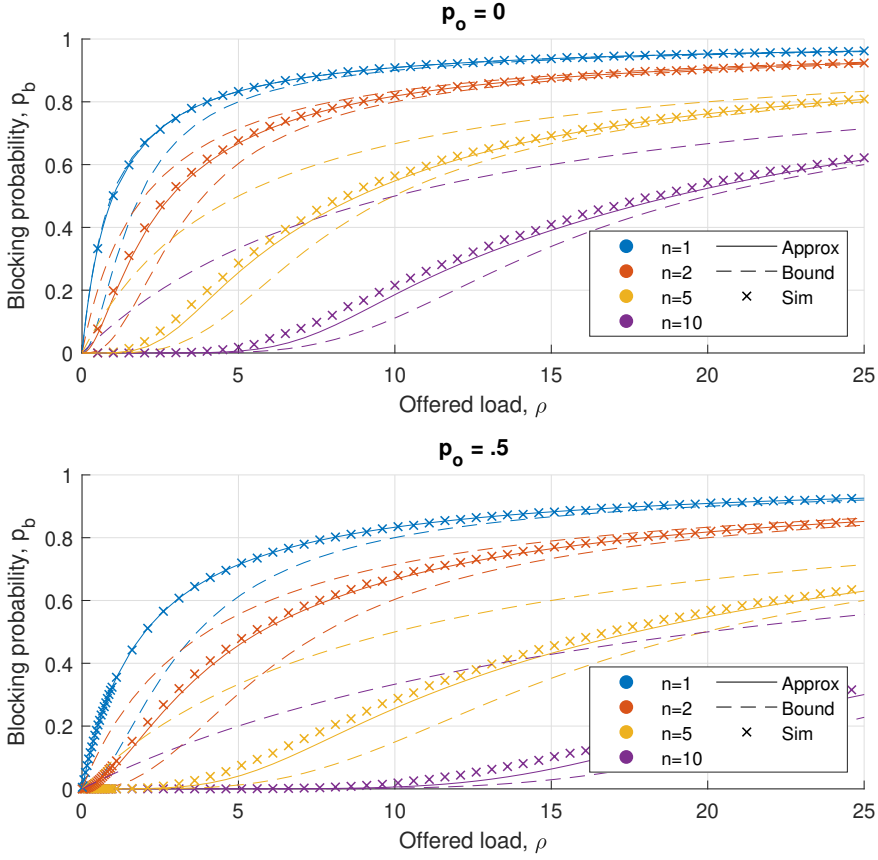 p_o = 0
Blocking probability, p_b
1
0.8
0.6
0.4
0.2
0
0 5 10 15 20 25
Offered load, ρ
n=1 Approx
n=2 Bound
n=5 × Sim
n=10
p_o = .5
Blocking probability, p_b
1
0.8
0.6
0.4
0.2
0
0 5 10 15 20 25
Offered load, ρ
n=1 Approx
n=2 Bound
n=5 × Sim
n=10